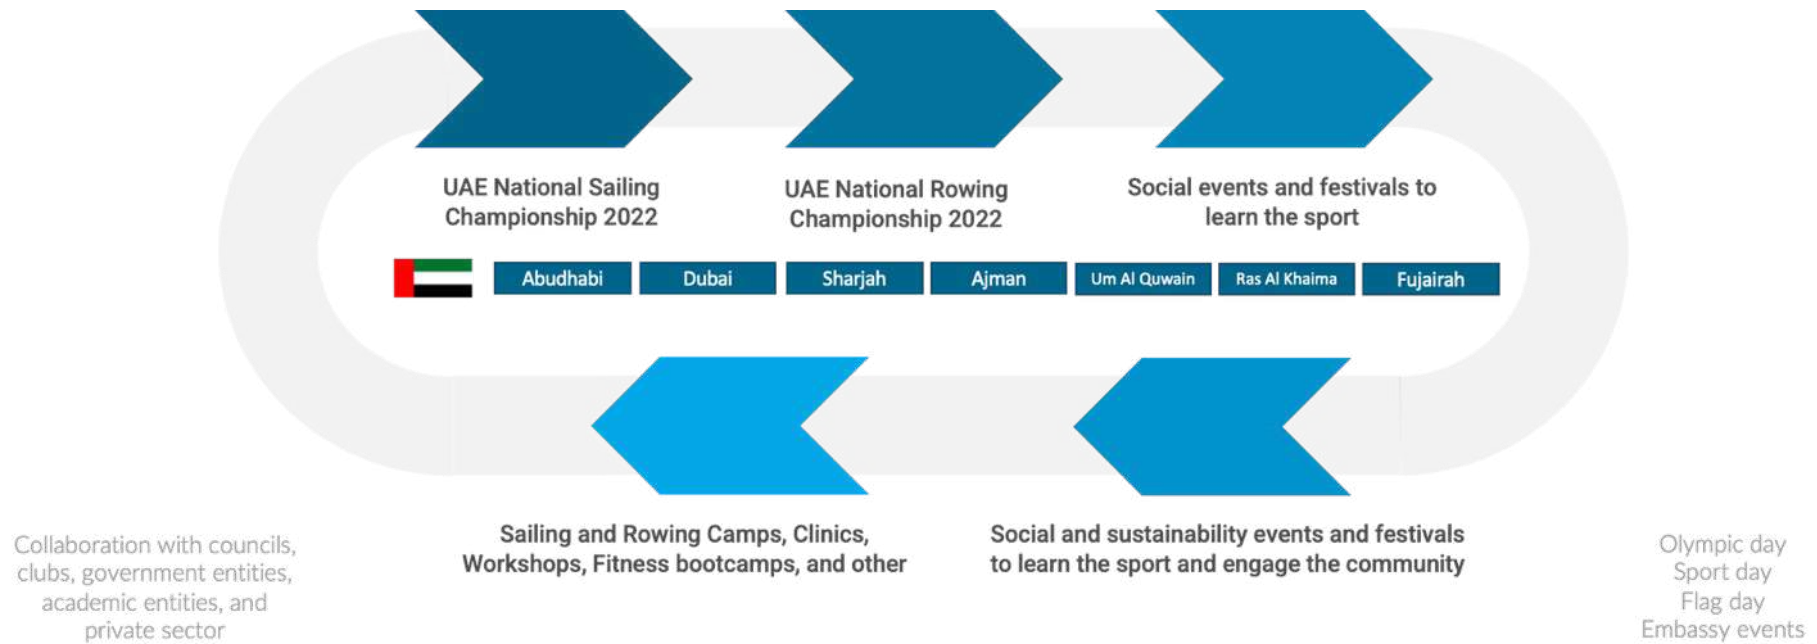 UAE National Sailing
Championship 2022
UAE National Rowing
Championship 2022
Social events and festivals to
learn the sport
Abudhabi
Dubai
Sharjah
Ajman
Um Al Quwain
Ras Al Khaima
Fujairah
Sailing and Rowing Camps, Clinics,
Workshops, Fitness bootcamps, and other
Social and sustainability events and festivals
to learn the sport and engage the community
Collaboration with councils,
clubs, government entities,
academic entities, and
private sector
Olympic day
Sport day
Flag day
Embassy events